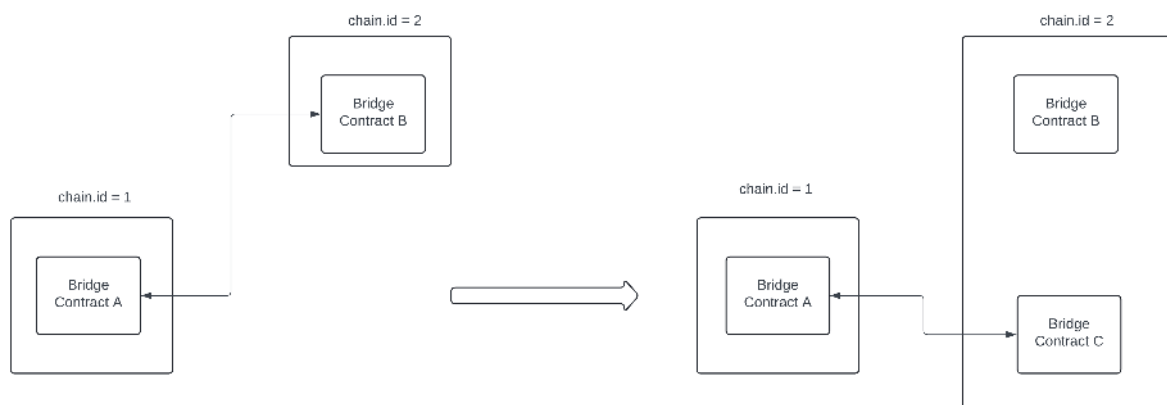 chain.id = 2
Bridge
Contract B
chain.id = 1
Bridge
Contract A
chain.id = 2
Bridge
Contract B
chain.id = 1
Bridge
Contract A
Bridge
Contract C